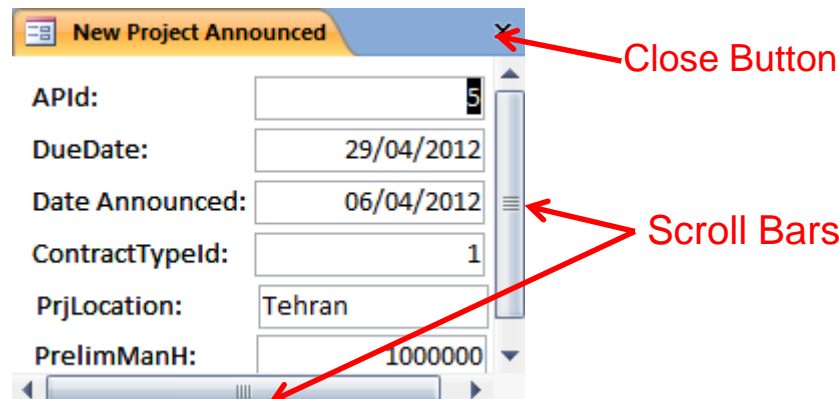 New Project Announced
Close Button
APId: 5
DueDate: 29/04/2012
Date Announced: 06/04/2012
Scroll Bars
ContractTypeId: 1
PrjLocation: Tehran
PrelimManH: 1000000